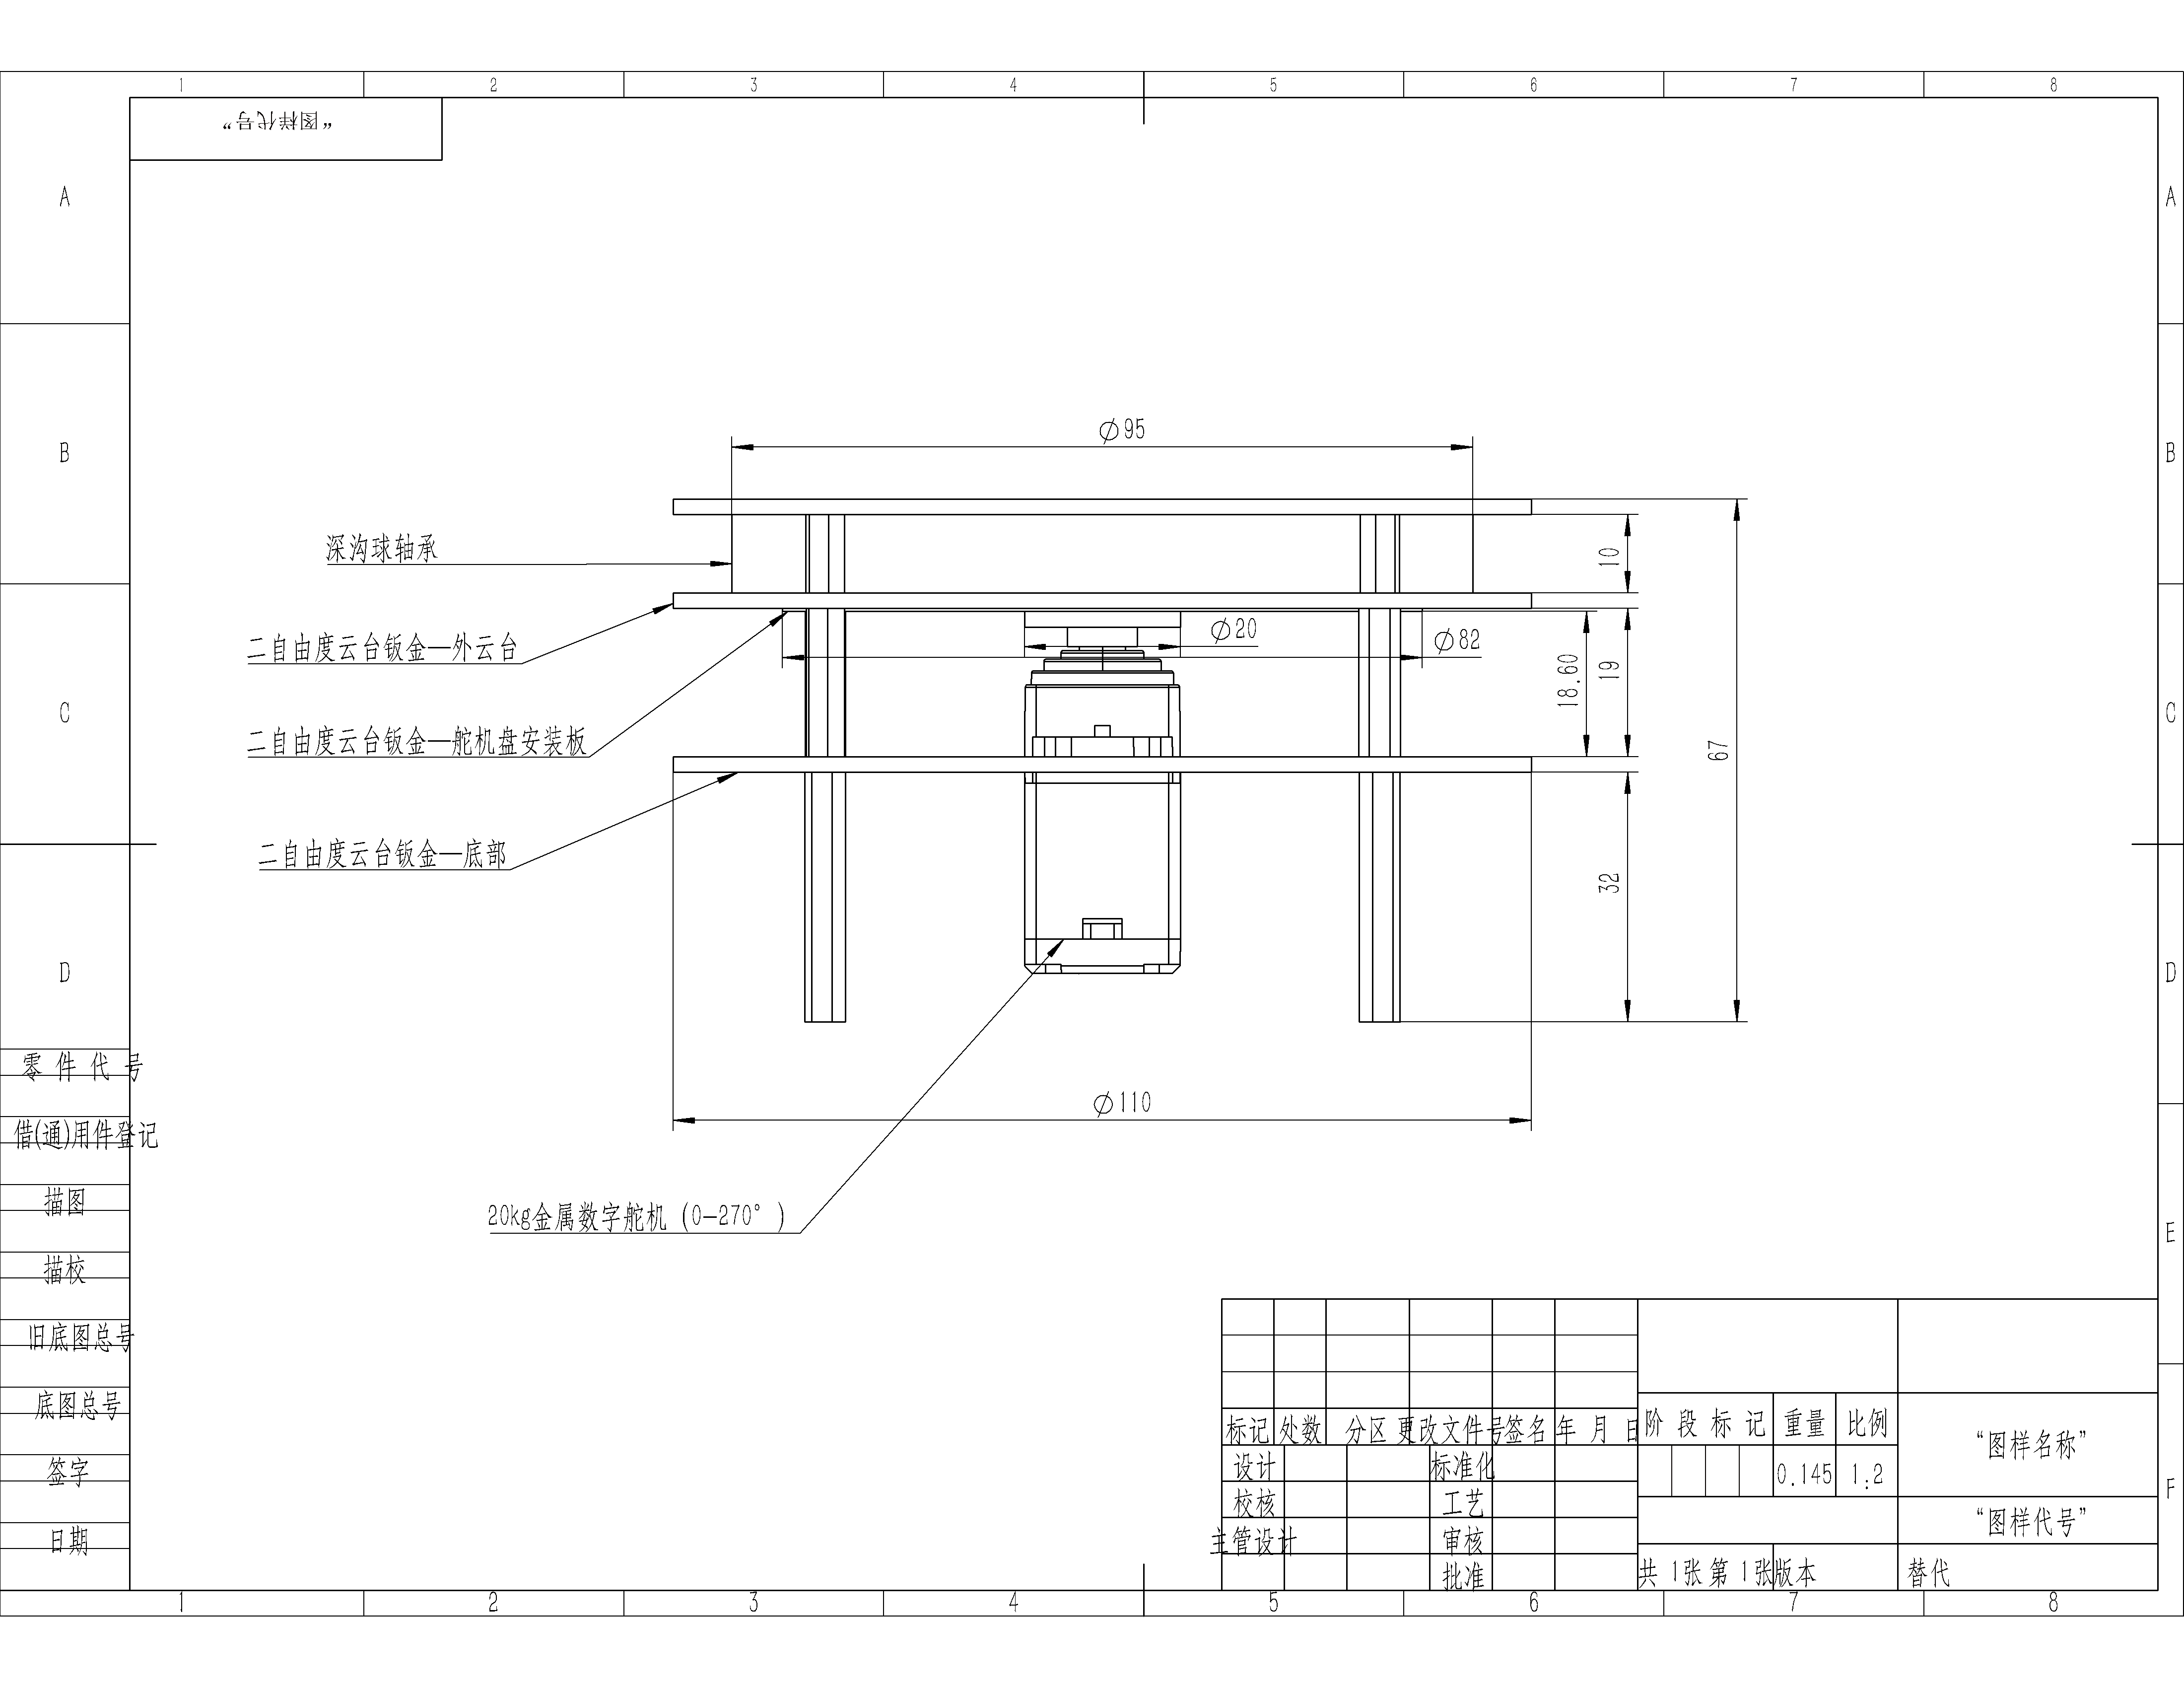 1 2 3 4 5 6 7 8
“图样代号”
A A
B B
C C
D D
E
F
⌀95
深沟球轴承
10
二自由度云台钣金—外云台
⌀20
⌀82
18.60
19
67
二自由度云台钣金—舵机盘安装板
二自由度云台钣金—底部
32
⌀110
20kg金属数字舵机（0-270°）
零件代号
借(通)用件登记
描图
描校
旧底图总号
底图总号
签字
日期
标记 处数 分区 更改文件号 签名 年 月 日 阶段标记 重量 比例
“图样名称”
设计 标准化 0.145 1:2
校核 工艺
“图样代号”
主管设计 审核
批准 共 1张 第 1张 版本 替代
1 2 3 4 5 6 7 8